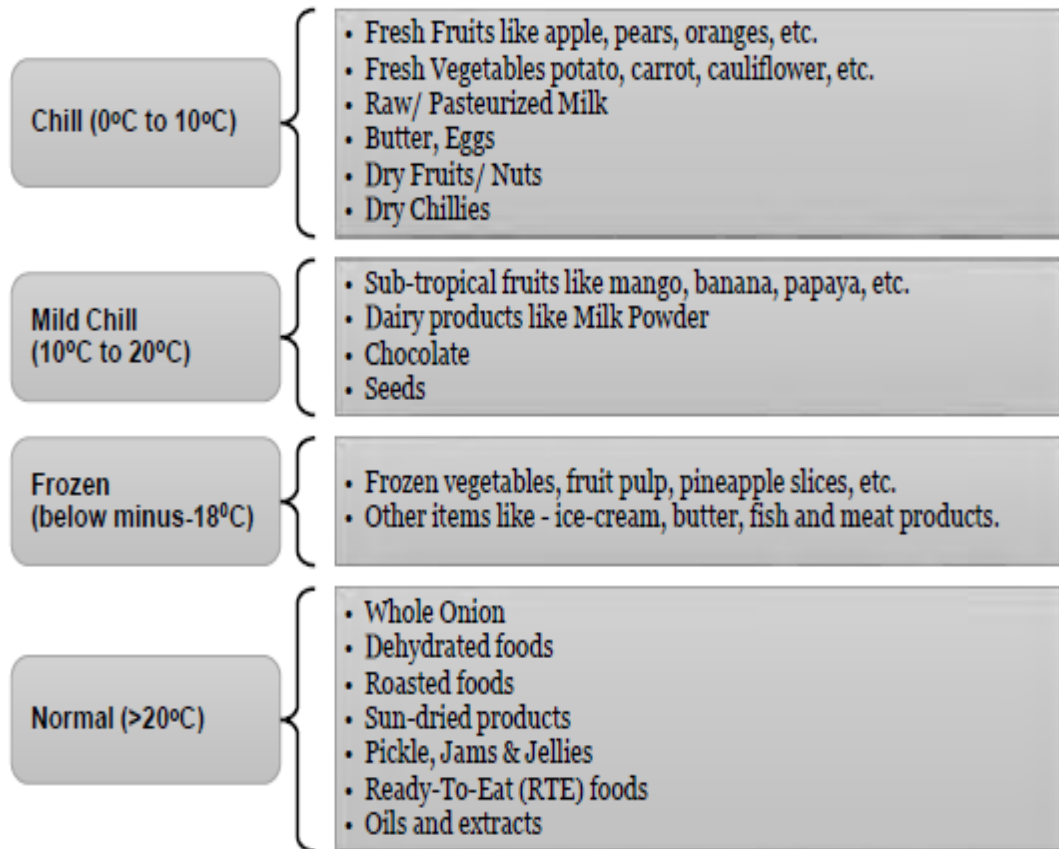 Chill (0ºC to 10ºC)
• Fresh Fruits like apple, pears, oranges, etc.
• Fresh Vegetables potato, carrot, cauliflower, etc.
• Raw/ Pasteurized Milk
• Butter, Eggs
• Dry Fruits/ Nuts
• Dry Chillies
Mild Chill
(10ºC to 20ºC)
• Sub-tropical fruits like mango, banana, papaya, etc.
• Dairy products like Milk Powder
• Chocolate
• Seeds
Frozen
(below minus-18⁰C)
• Frozen vegetables, fruit pulp, pineapple slices, etc.
• Other items like - ice-cream, butter, fish and meat products.
Normal (>20ºC)
• Whole Onion
• Dehydrated foods
• Roasted foods
• Sun-dried products
• Pickle, Jams & Jellies
• Ready-To-Eat (RTE) foods
• Oils and extracts